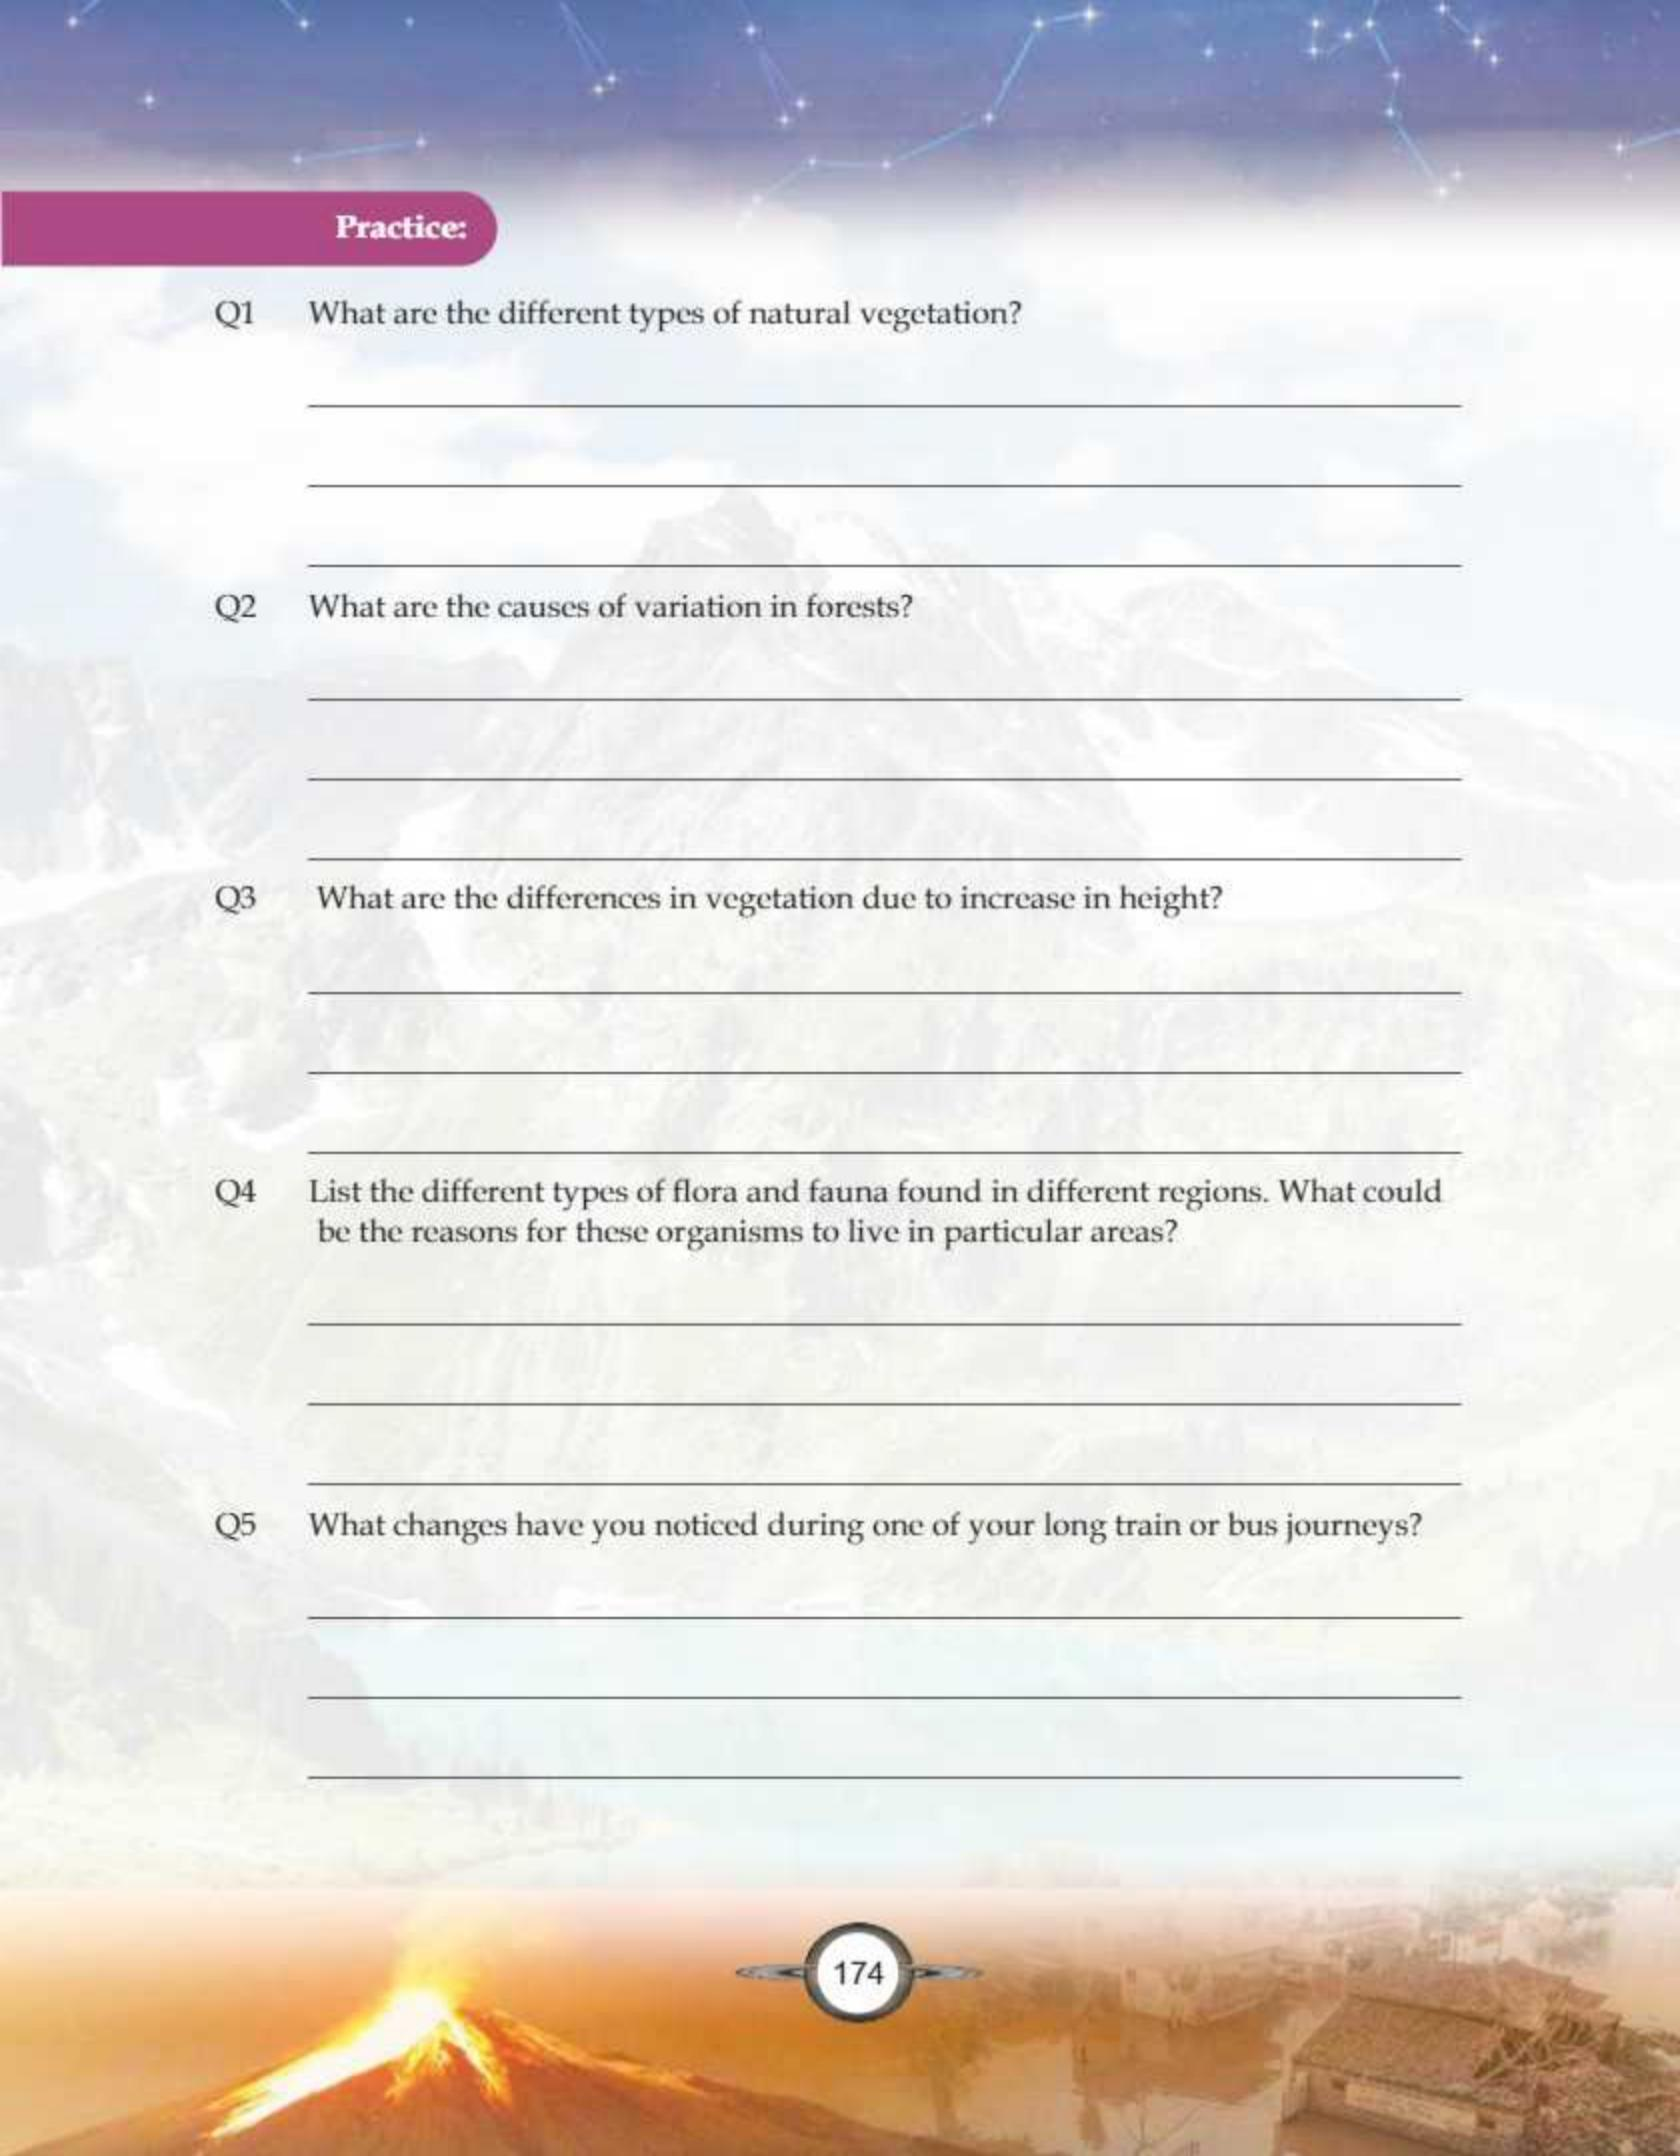 Practice:
Q1 What are the different types of natural vegetation?
Q2 What are the causes of variation in forests?
Q3 What are the differences in vegetation due to increase in height?
Q4 List the different types of flora and fauna found in different regions. What could
be the reasons for these organisms to live in particular areas?
Q5 What changes have you noticed during one of your long train or bus journeys?
174